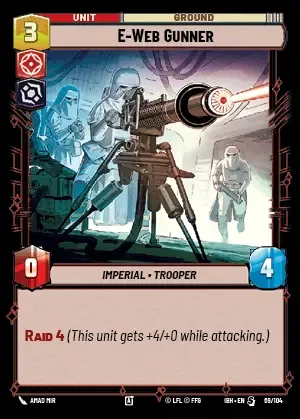 UNIT GROUND
3
E-WEB GUNNER
0
IMPERIAL • TROOPER
4
RAID 4 (This unit gets +4/+0 while attacking.)
AMAD MIR Ⓒ LFL Ⓒ FFG IBH • EN 69/104